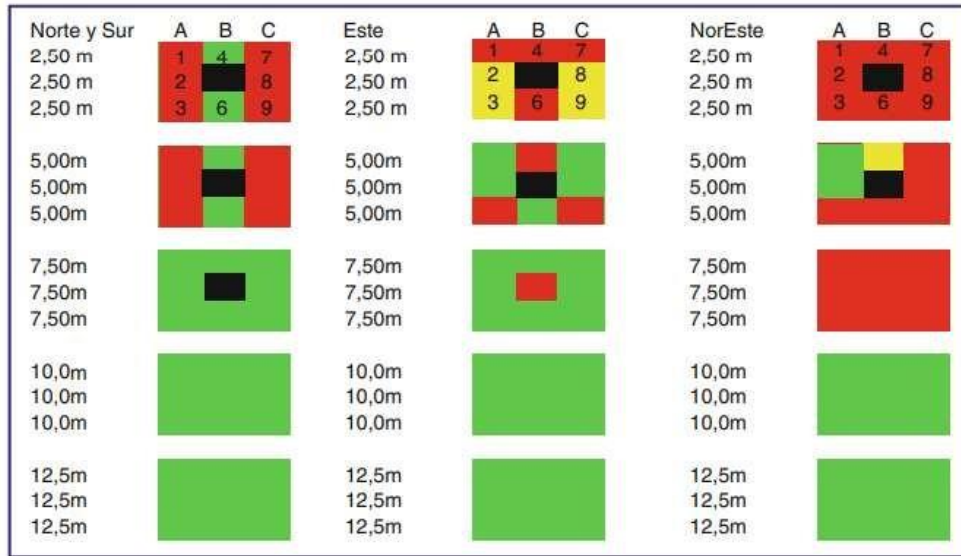 Norte y Sur A B C Este A B C NorEste A B C
2,50 m 1 4 7 2,50 m 1 4 7 2,50 m 1 4 7
2,50 m 2 8 2,50 m 2 8 2,50 m 2 8
2,50 m 3 6 9 2,50 m 3 6 9 2,50 m 3 6 9
5,00m 5,00m 5,00m
5,00m 5,00m 5,00m
5,00m 5,00m 5,00m
7,50m 7,50m 7,50m
7,50m 7,50m 7,50m
7,50m 7,50m 7,50m
10,0m 10,0m 10,0m
10,0m 10,0m 10,0m
10,0m 10,0m 10,0m
12,5m 12,5m 12,5m
12,5m 12,5m 12,5m
12,5m 12,5m 12,5m